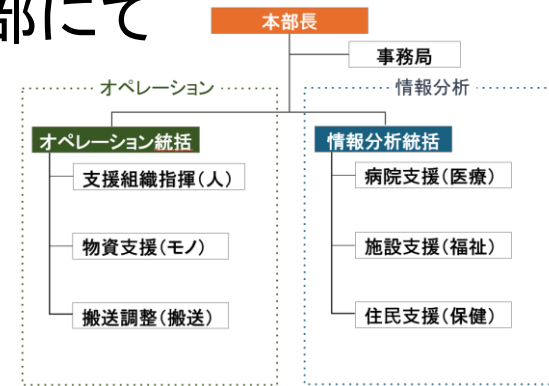 部にて
本部長
事務局
オペレーション
情報分析
オペレーション統括
情報分析統括
支援組織指揮(人)
病院支援(医療)
物資支援(モノ)
施設支援(福祉)
搬送調整(搬送)
住民支援(保健)